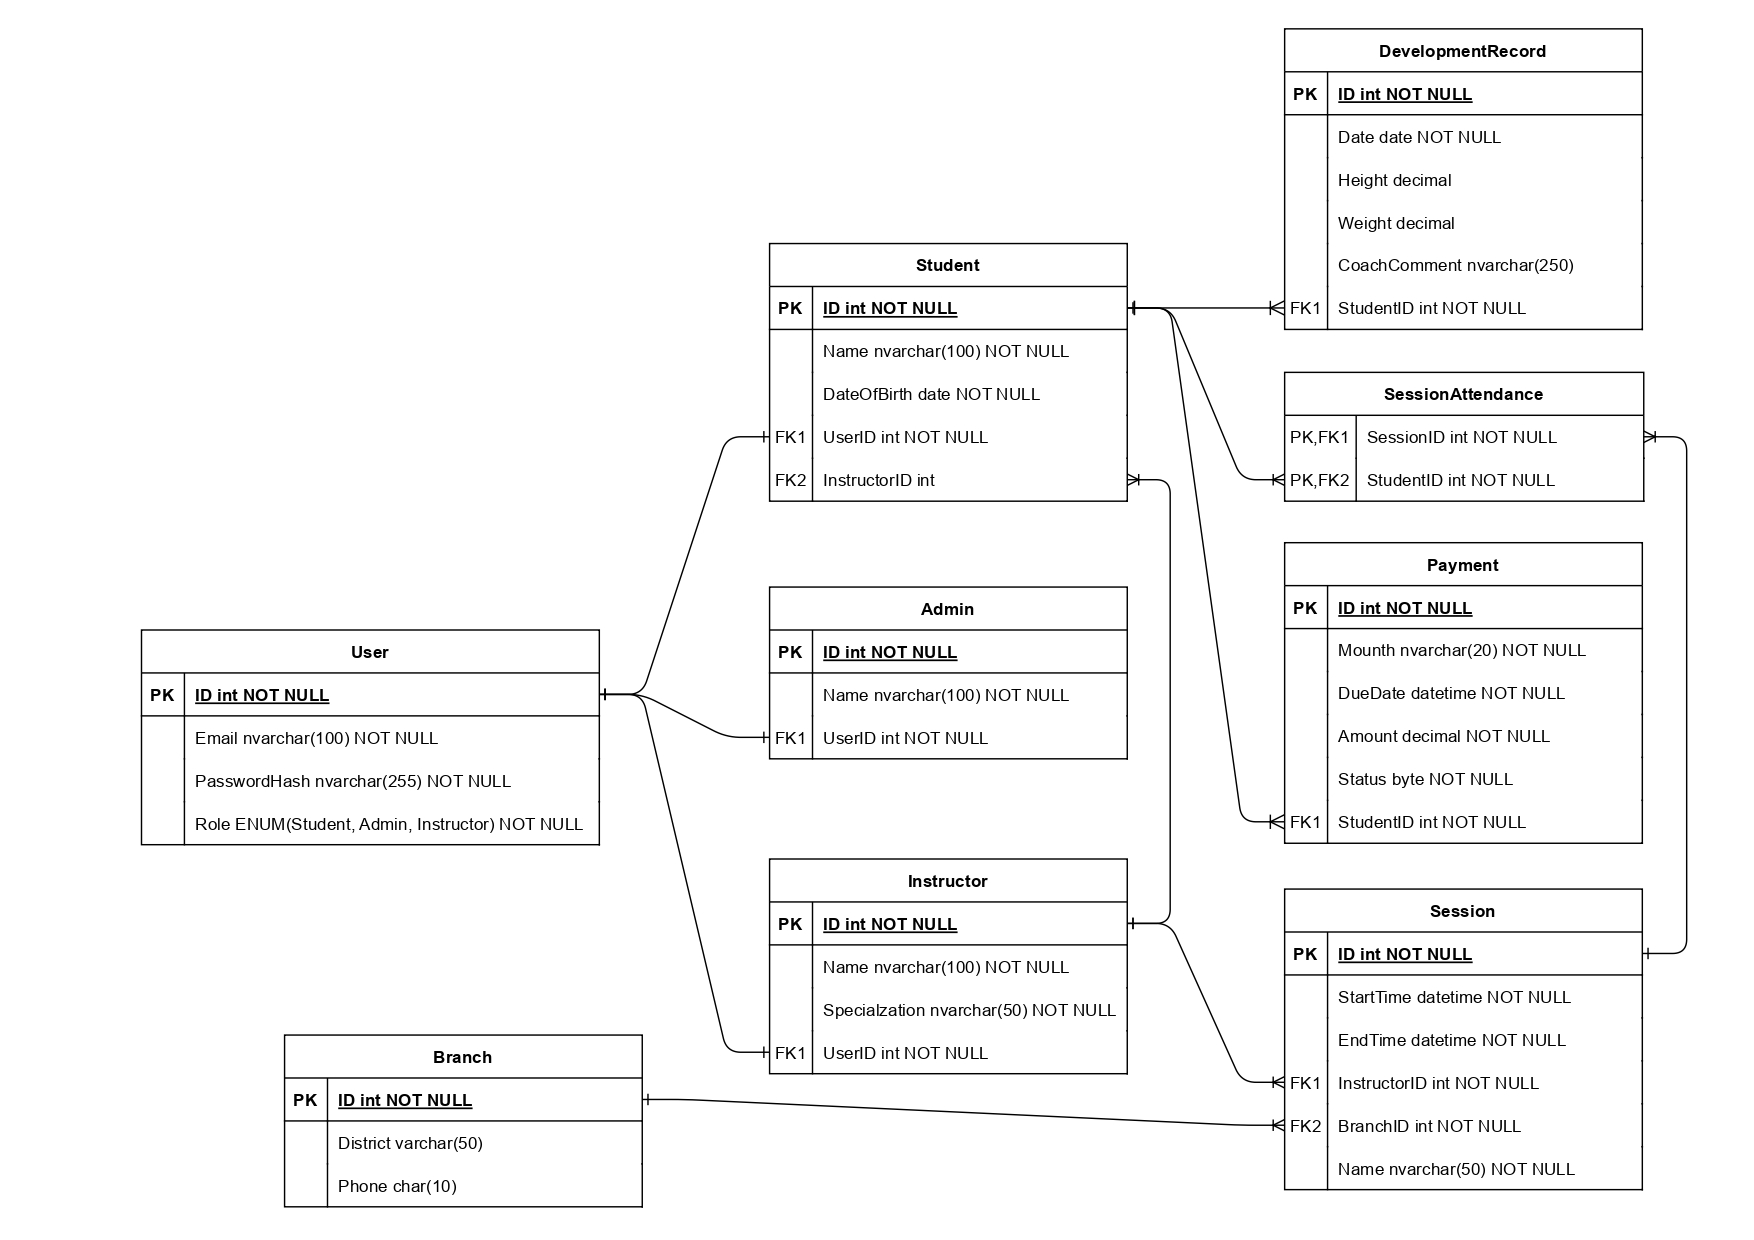 DevelopmentRecord
PK ID int NOT NULL
Date date NOT NULL
Height decimal
Weight decimal
CoachComment nvarchar(250)
FK1 StudentID int NOT NULL
Student
PK ID int NOT NULL
Name nvarchar(100) NOT NULL
DateOfBirth date NOT NULL
FK1 UserID int NOT NULL
FK2 InstructorID int
SessionAttendance
PK,FK1 SessionID int NOT NULL
PK,FK2 StudentID int NOT NULL
Payment
PK ID int NOT NULL
Mounth nvarchar(20) NOT NULL
DueDate datetime NOT NULL
Amount decimal NOT NULL
Status byte NOT NULL
FK1 StudentID int NOT NULL
Admin
PK ID int NOT NULL
Name nvarchar(100) NOT NULL
FK1 UserID int NOT NULL
User
PK ID int NOT NULL
Email nvarchar(100) NOT NULL
PasswordHash nvarchar(255) NOT NULL
Role ENUM(Student, Admin, Instructor) NOT NULL
Instructor
PK ID int NOT NULL
Name nvarchar(100) NOT NULL
Specialzation nvarchar(50) NOT NULL
FK1 UserID int NOT NULL
Session
PK ID int NOT NULL
StartTime datetime NOT NULL
EndTime datetime NOT NULL
FK1 InstructorID int NOT NULL
FK2 BranchID int NOT NULL
Name nvarchar(50) NOT NULL
Branch
PK ID int NOT NULL
District varchar(50)
Phone char(10)